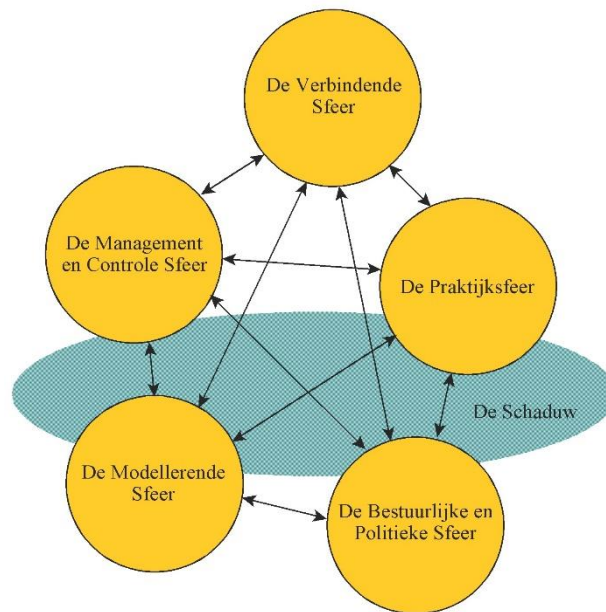 De Verbindende
Sfeer
De Management
en Controle Sfeer
De Praktijksfeer
De Schaduw
De Modellerende
Sfeer
De Bestuurlijke en
Politieke Sfeer